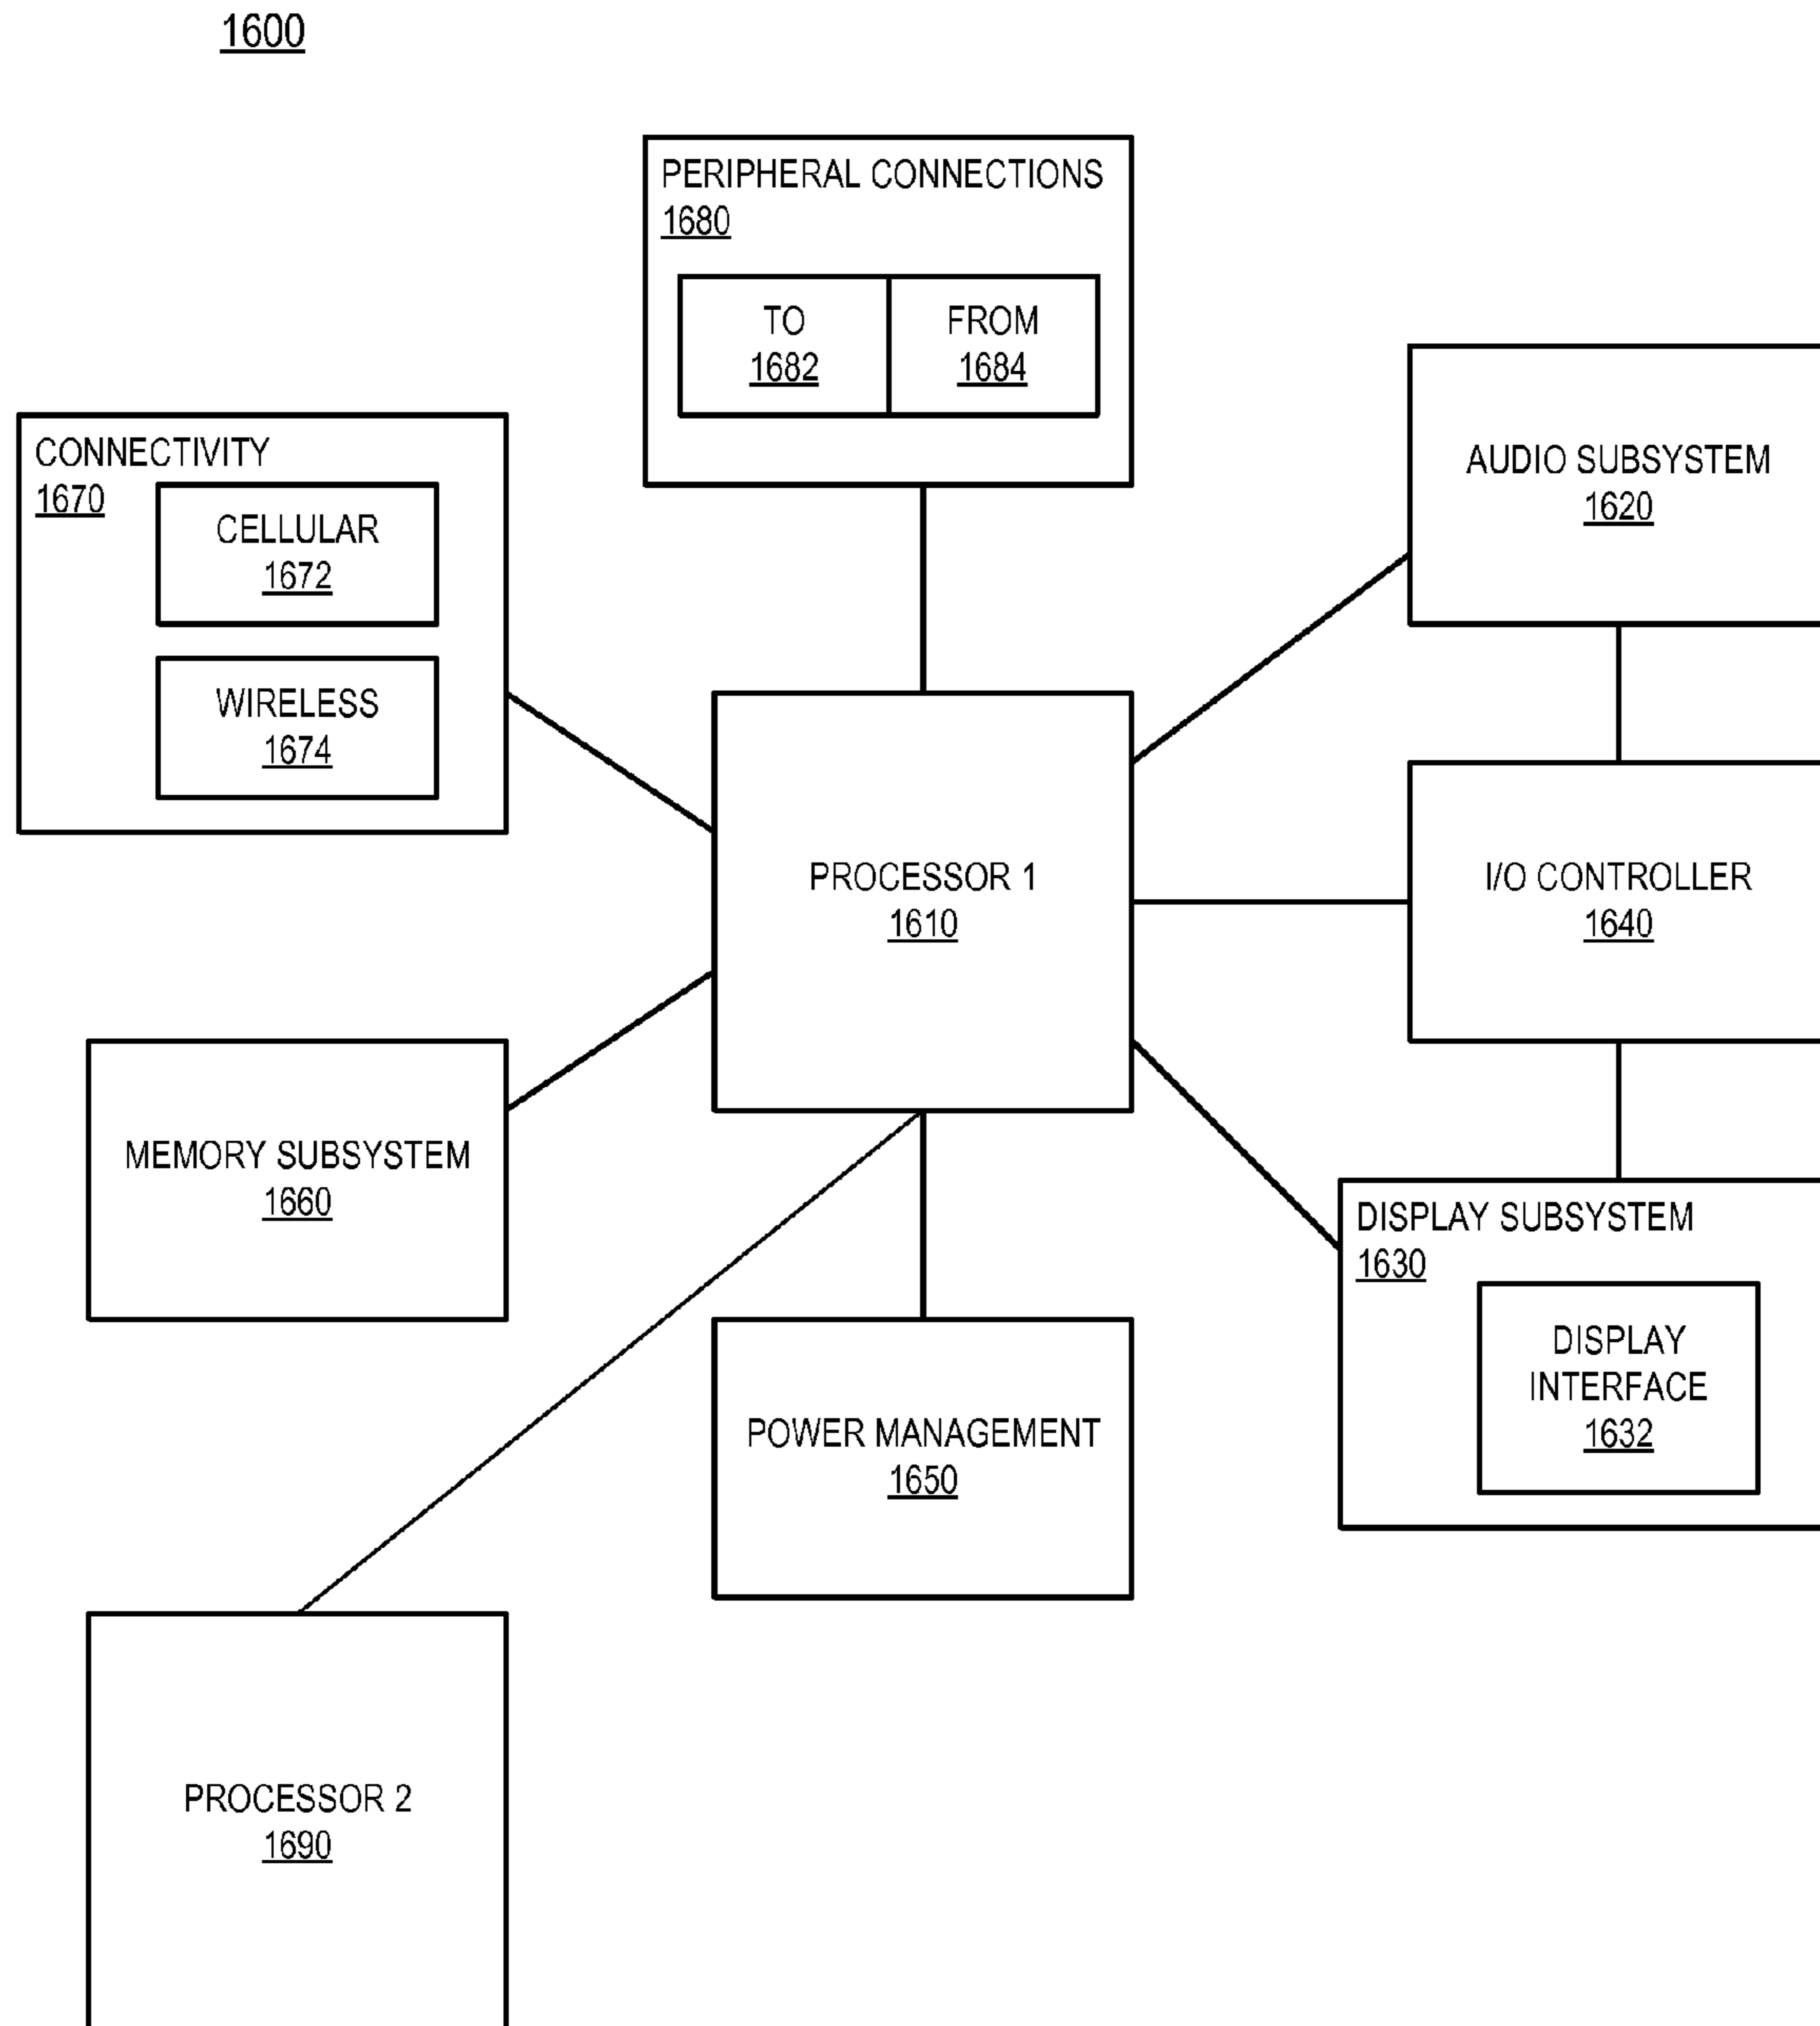 1600
PERIPHERAL CONNECTIONS
1680
TO
1682
FROM
1684
CONNECTIVITY
1670
CELLULAR
1672
WIRELESS
1674
AUDIO SUBSYSTEM
1620
PROCESSOR 1
1610
I/O CONTROLLER
1640
MEMORY SUBSYSTEM
1660
DISPLAY SUBSYSTEM
1630
DISPLAY
INTERFACE
1632
POWER MANAGEMENT
1650
PROCESSOR 2
1690